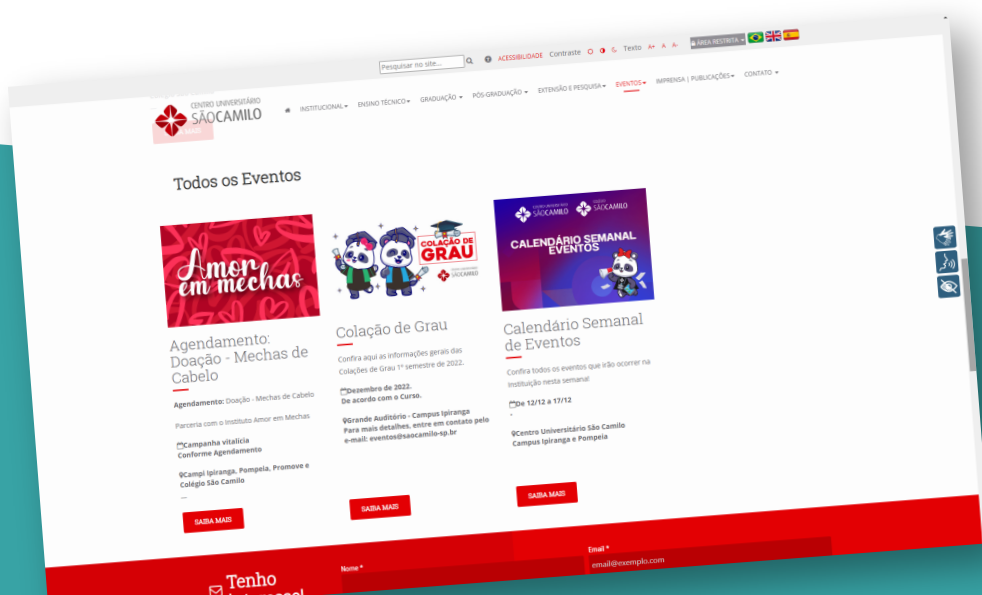 Pesquisar no site...
ACESSIBILIDADE Contraste Texto A+ A A-
ÁREA RESTRITA
CENTRO UNIVERSITÁRIO
SÃOCAMILO
INSTITUCIONAL ENSINO TÉCNICO GRADUAÇÃO PÓS-GRADUAÇÃO EXTENSÃO E PESQUISA EVENTOS IMPRENSA | PUBLICAÇÕES CONTATO
MAIS
Todos os Eventos
Amor
em mechas
Agendamento:
Doação - Mechas de
Cabelo
Agendamento: Doação - Mechas de Cabelo
Parceria com o Instituto Amor em Mechas
Campanha vitalícia
Conforme Agendamento
Campi Ipiranga, Pompeia, Promove e
Colégio São Camilo
...
SAIBA MAIS
COLAÇÃO DE
GRAU
SÃOCAMILO
Colação de Grau
Confira aqui as informações gerais das
Colações de Grau 1º semestre de 2022.
Dezembro de 2022.
De acordo com o Curso.
Grande Auditório - Campus Ipiranga
Para mais detalhes, entre em contato pelo
e-mail: eventos@saocamilo-sp.br
SAIBA MAIS
SÃOCAMILO
SÃOCAMILO
CALENDÁRIO SEMANAL
EVENTOS
Calendário Semanal
de Eventos
Confira todos os eventos que irão ocorrer na
Instituição nesta semana!
De 12/12 a 17/12
-
Centro Universitário São Camilo
Campus Ipiranga e Pompeia
SAIBA MAIS
Tenho
Nome *
Email *
email@exemplo.com